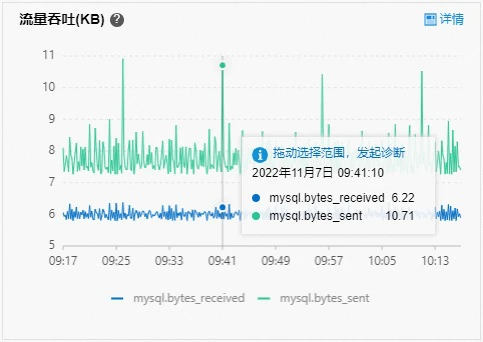 流量吞吐(KB) ?
详情
11
10
9
8
7
6
5
拖动选择范围，发起诊断
2022年11月7日 09:41:10
mysql.bytes_received 6.22
mysql.bytes_sent 10.71
09:17 09:25 09:33 09:41 09:49 09:57 10:05 10:13
mysql.bytes_received mysql.bytes_sent